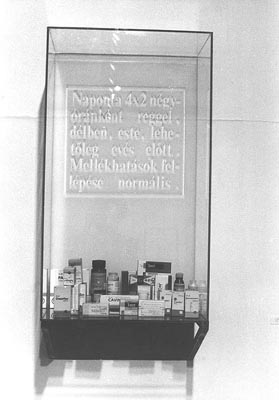 Naponta 4x2 négy-
óránként reggel,
délben, este, lehe-
tőleg evés előtt.
Mellékhatások fel-
lépése normális.